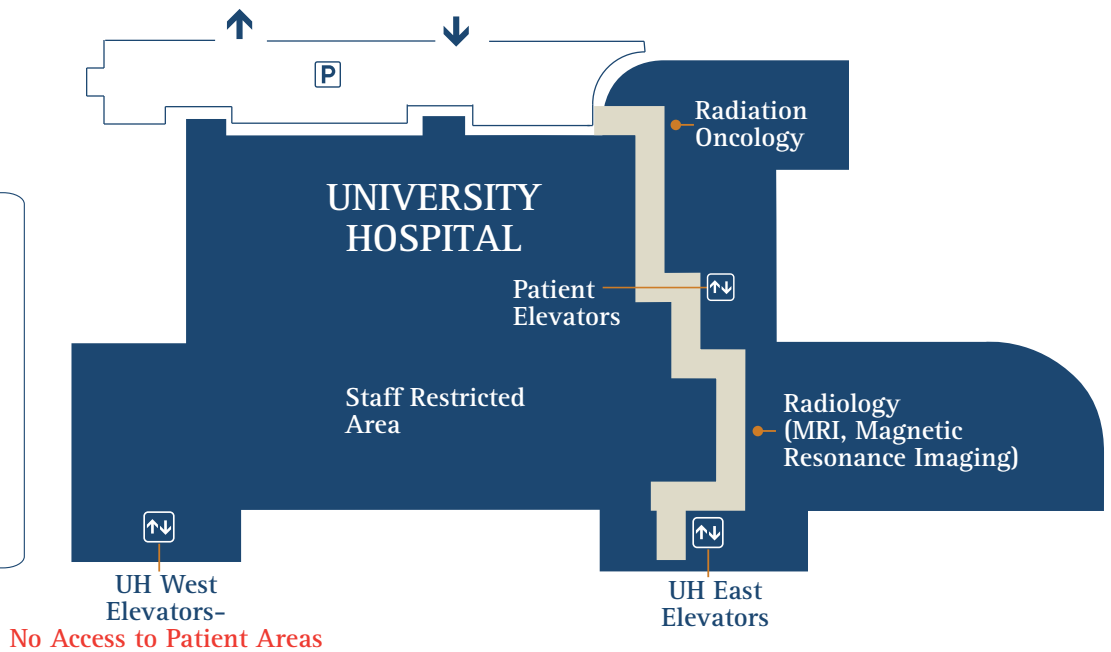 P
Radiation
Oncology
UNIVERSITY
HOSPITAL
Patient
Elevators
Staff Restricted
Area
Radiology
(MRI, Magnetic
Resonance Imaging)
UH West
Elevators–
No Access to Patient Areas
UH East
Elevators